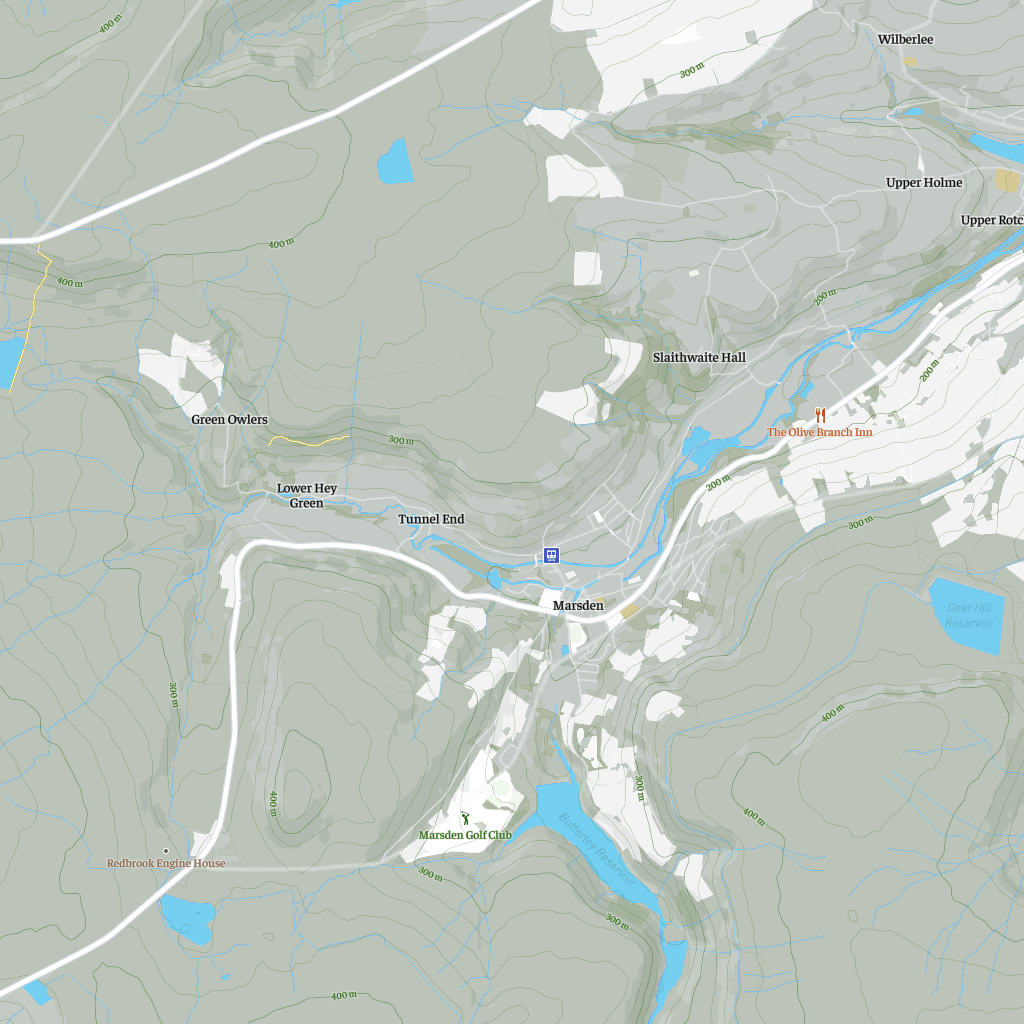 400 m
Wilberlee
300 m
Upper Holme
Upper Rotc
400 m
400 m
200 m
Slaithwaite Hall
200 m
Green Owlers
The Olive Branch Inn
300 m
200 m
Lower Hey
Green
Tunnel End
300 m
Marsden
Deer Hill
Reservoir
300 m
400 m
300 m
400 m
400 m
Marsden Golf Club
Butterley Reservoir
Redbrook Engine House
300 m
300 m
400 m